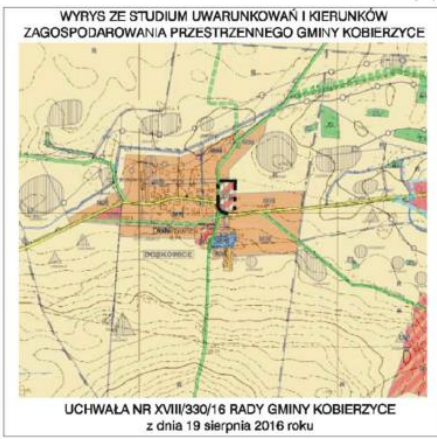 WYRYS ZE STUDIUM UWARUNKOWAŃ I KIERUNKÓW
ZAGOSPODAROWANIA PRZESTRZENNEGO GMINY KOBIERZYCE
UCHWAŁA NR XVIII/330/16 RADY GMINY KOBIERZYCE
z dnia 19 sierpnia 2016 roku